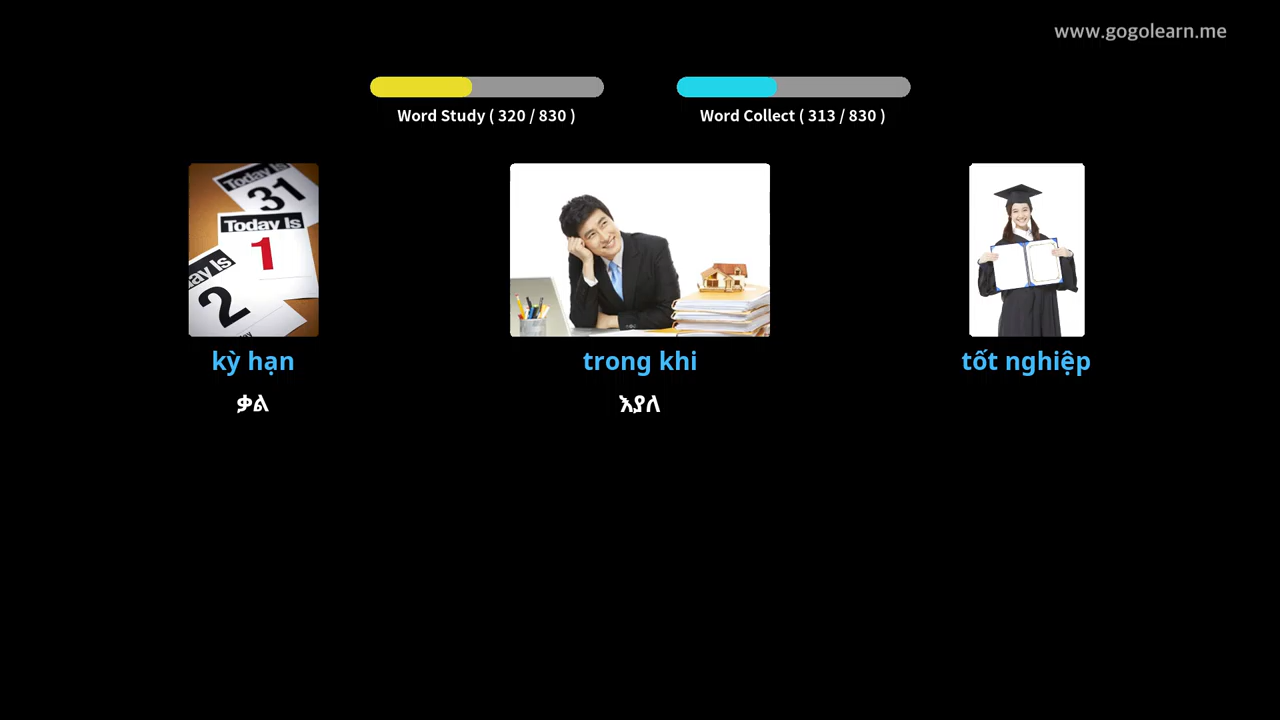 www.gogolearn.me
Word Study ( 320 / 830 )
Word Collect ( 313 / 830 )
Today Is
31
Today Is
1
ay Is
2
kỳ hạn
trong khi
tốt nghiệp
ቃል
እያለ